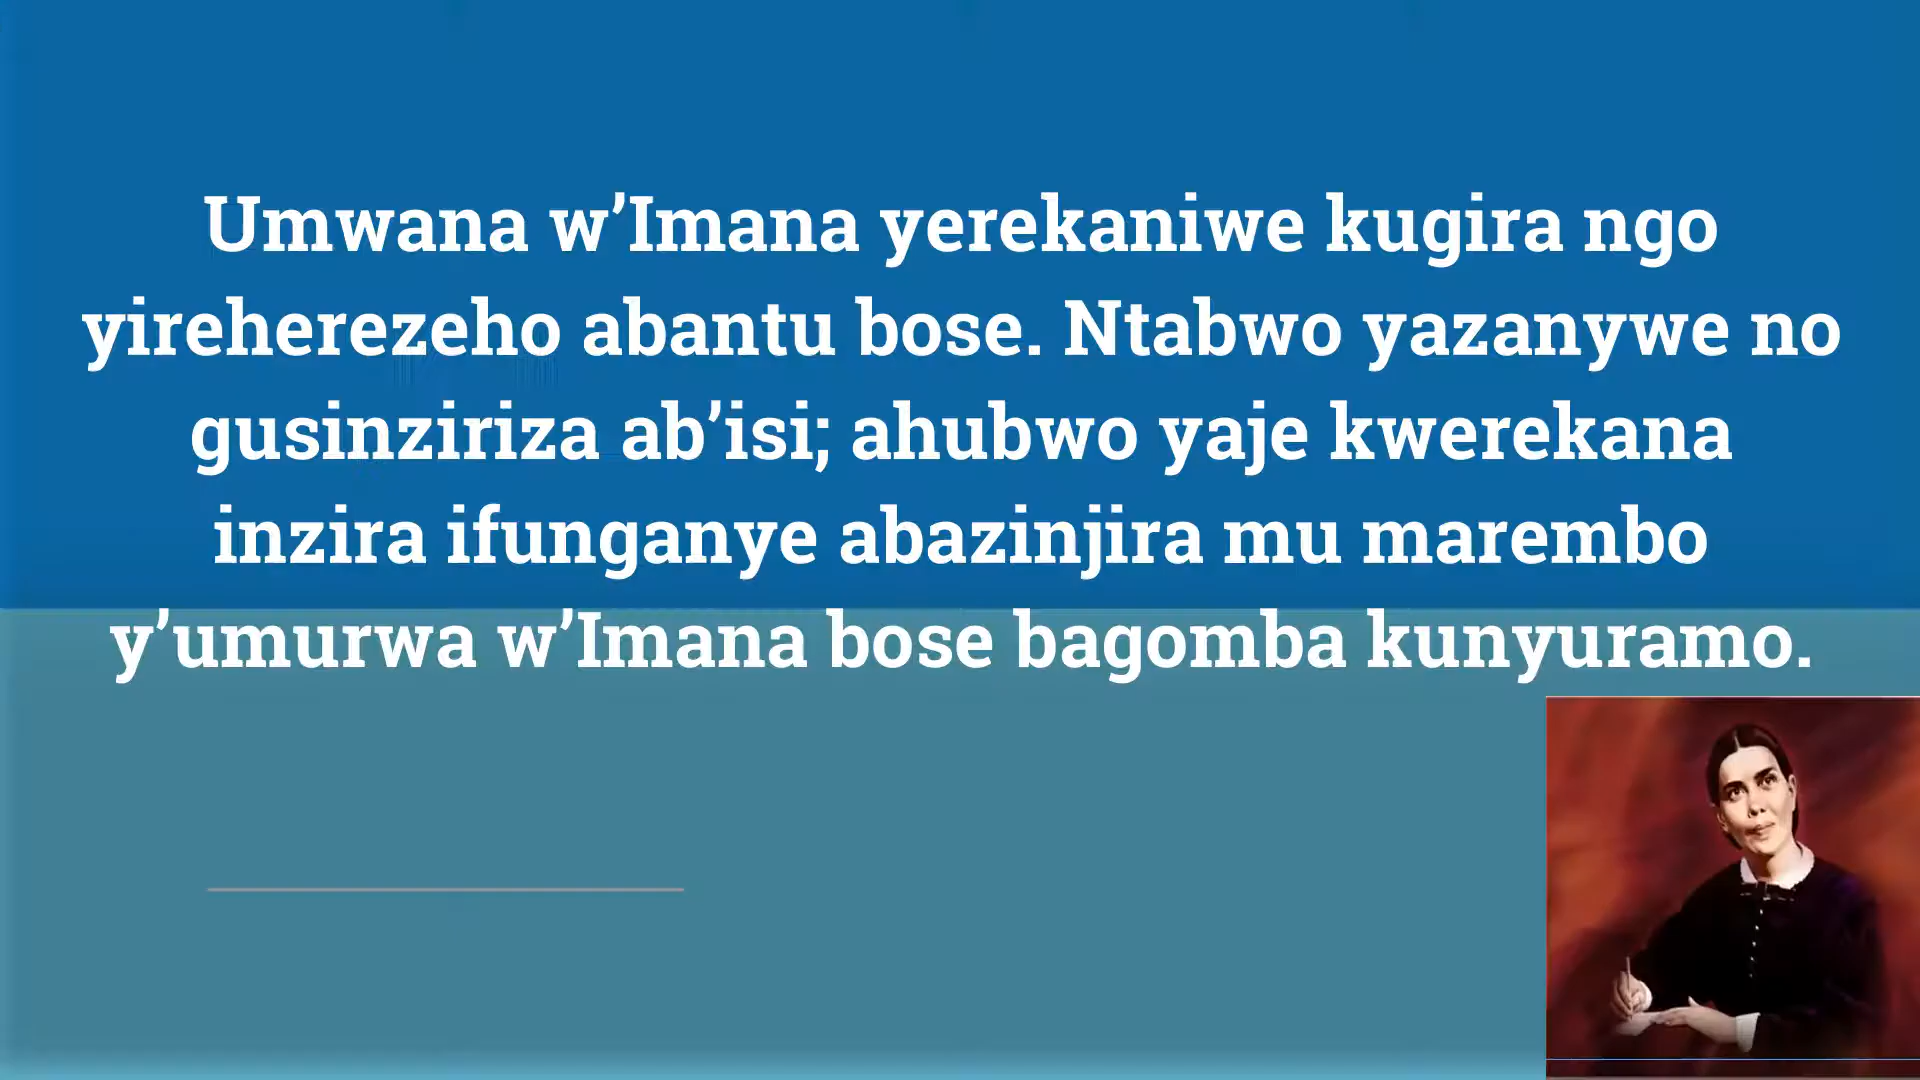 Umwana w’Imana yerekaniwe kugira ngo
yireherezeho abantu bose. Ntabwo yazanywe no
gusinziriza ab’isi; ahubwo yaje kwerekana
inzira ifunganye abazinjira mu marembo
y’umurwa w’Imana bose bagomba kunyuramo.